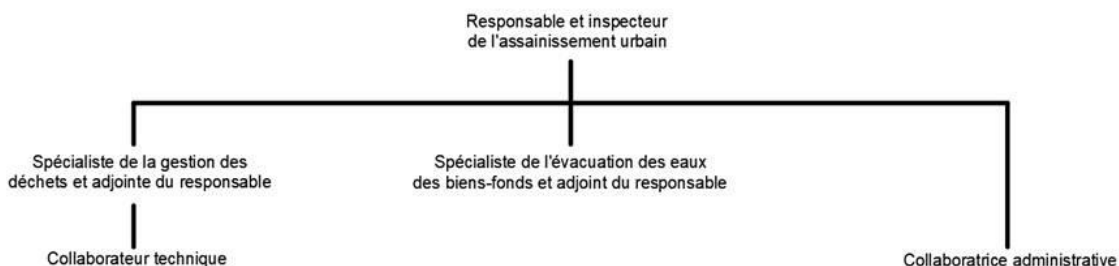 Responsable et inspecteur
de l'assainissement urbain
Spécialiste de la gestion des
déchets et adjointe du responsable
Spécialiste de l'évacuation des eaux
des biens-fonds et adjoint du responsable
Collaborateur technique
Collaboratrice administrative